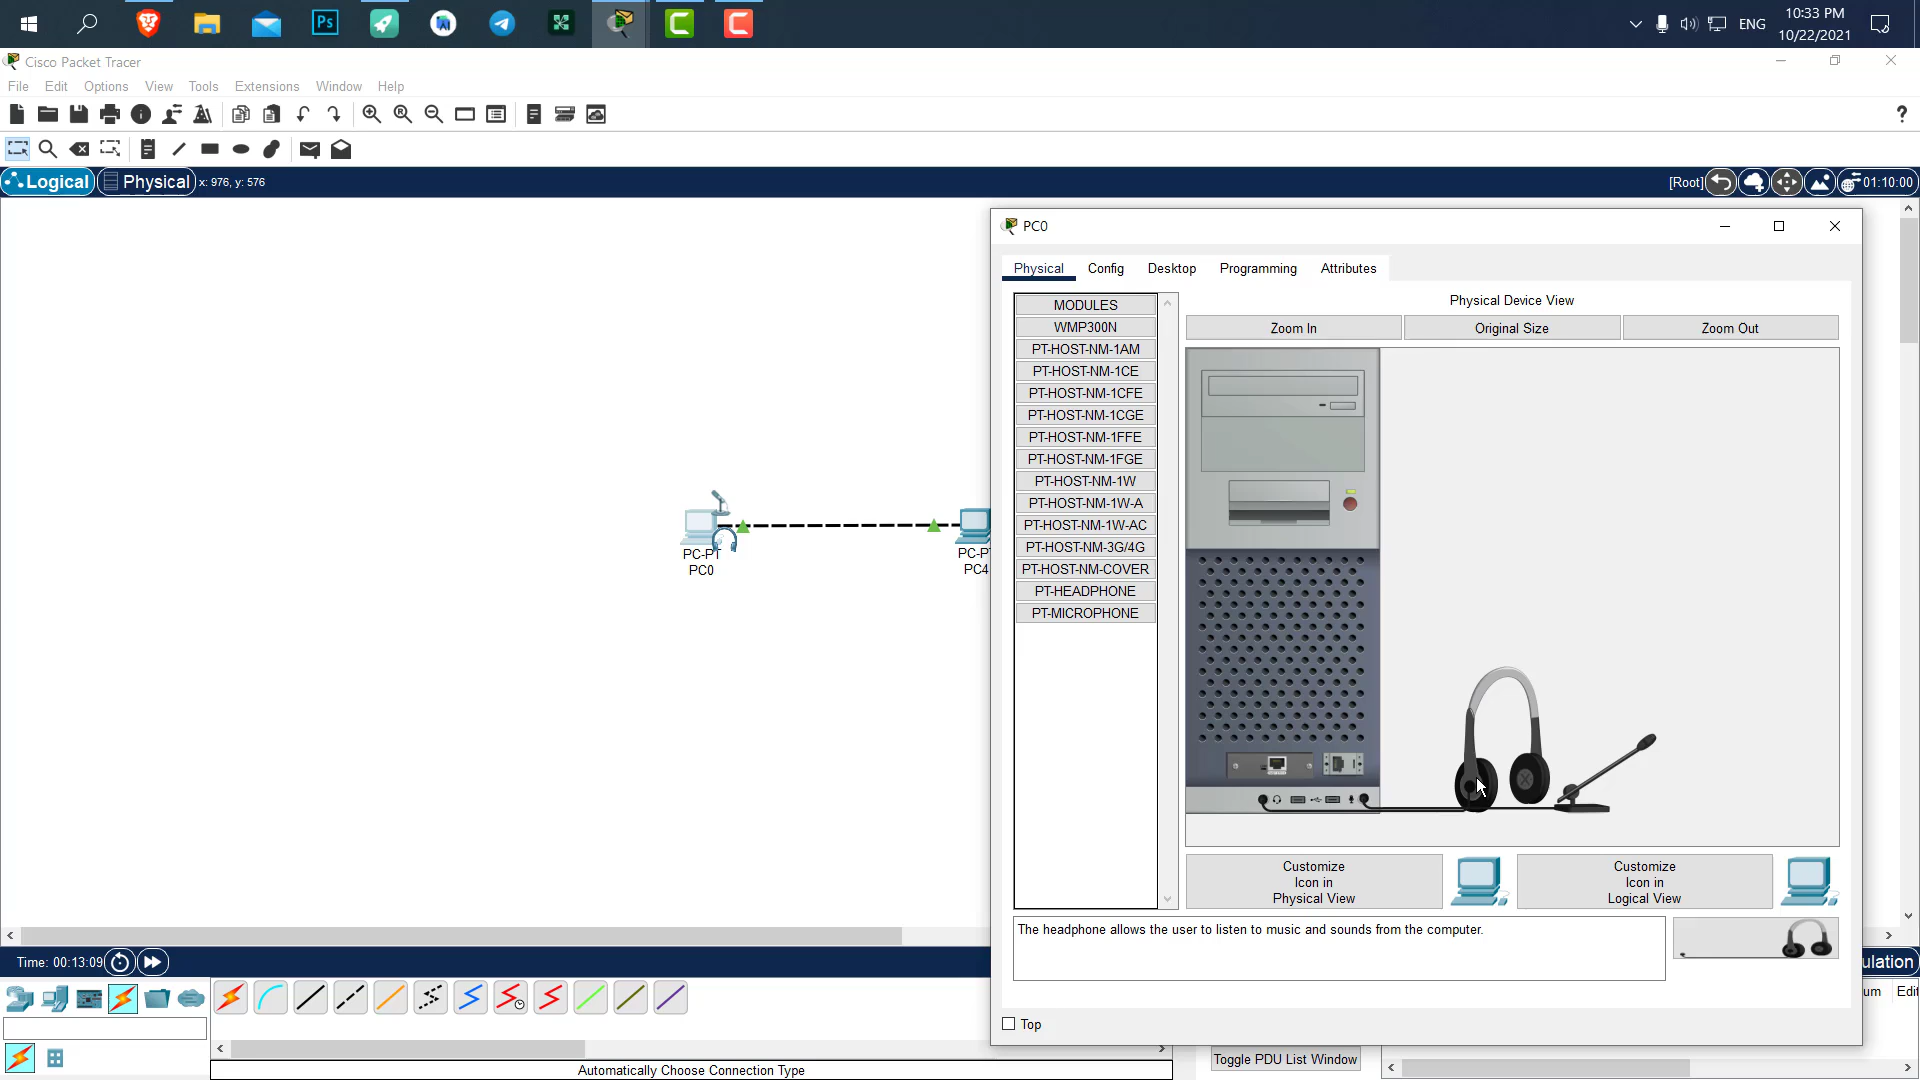 Ps
ENG
10:33 PM
10/22/2021
Cisco Packet Tracer
File Edit Options View Tools Extensions Window Help
Logical
Physical
x: 976, y: 576
[Root]
01:10:00
PC0
Physical Config Desktop Programming Attributes
MODULES
WMP300N
PT-HOST-NM-1AM
PT-HOST-NM-1CE
PT-HOST-NM-1CFE
PT-HOST-NM-1CGE
PT-HOST-NM-1FFE
PT-HOST-NM-1FGE
PT-HOST-NM-1W
PT-HOST-NM-1W-A
PT-HOST-NM-1W-AC
PT-HOST-NM-3G/4G
PT-HOST-NM-COVER
PT-HEADPHONE
PT-MICROPHONE
Physical Device View
Zoom In
Original Size
Zoom Out
PC-PT
PC0
PC-P
PC4
Customize
Icon in
Physical View
Customize
Icon in
Logical View
The headphone allows the user to listen to music and sounds from the computer.
Top
Time: 00:13:09
ulation
um Edit
Automatically Choose Connection Type
Toggle PDU List Window